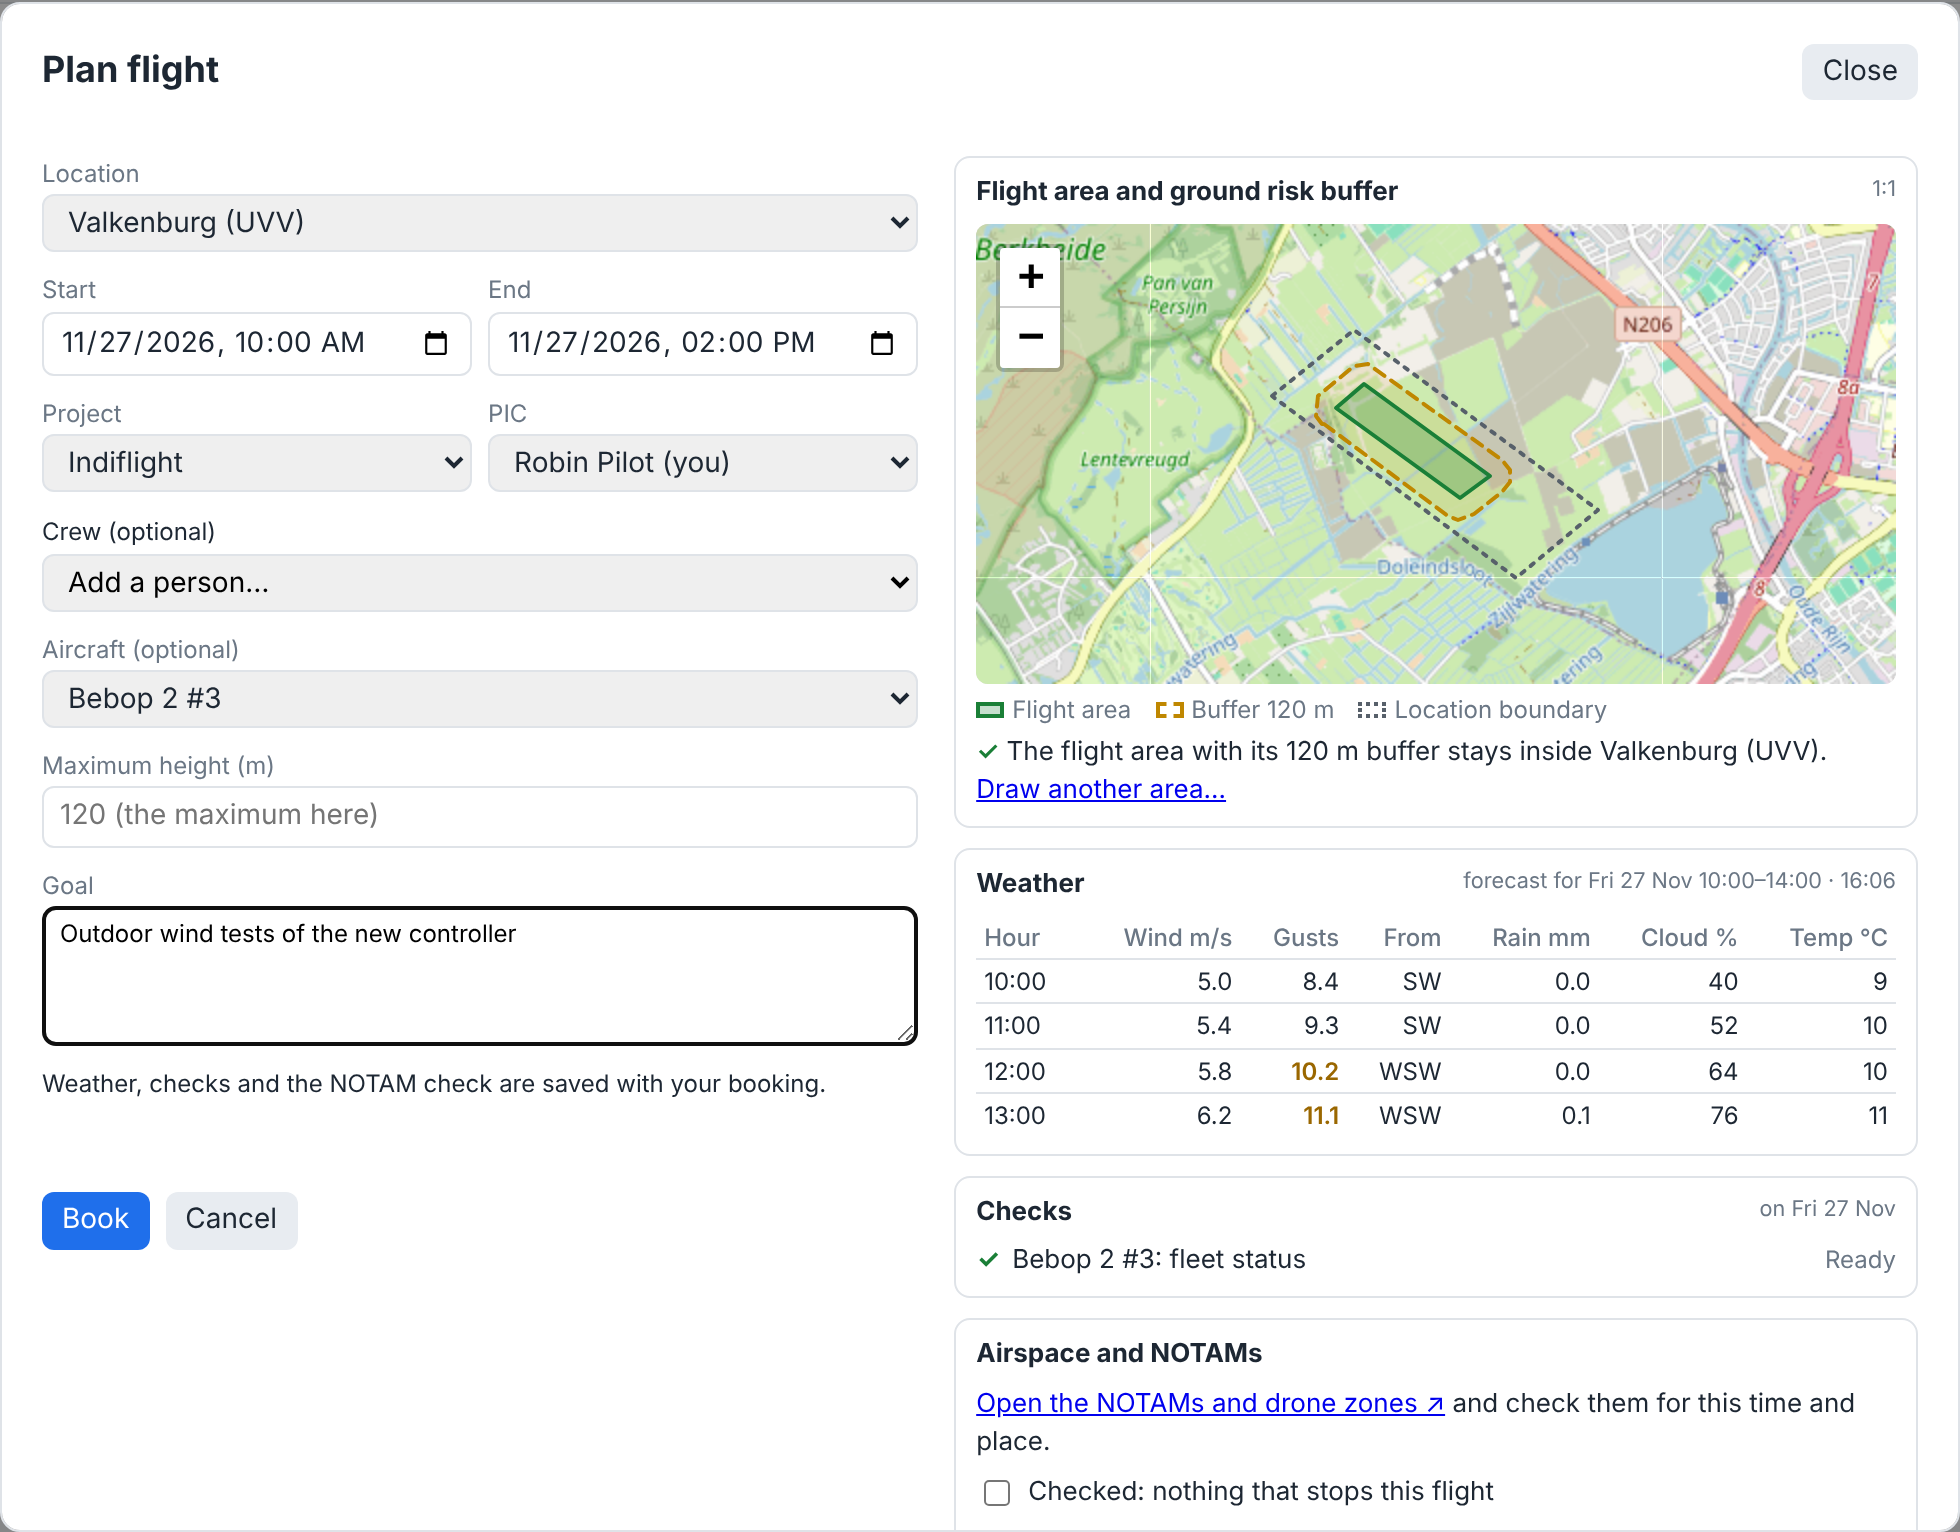 Plan flight
Close
Location
Valkenburg (UVV)
Start
End
11/27/2026, 10:00 AM
11/27/2026, 02:00 PM
Project
PIC
Indiflight
Robin Pilot (you)
Crew (optional)
Add a person...
Aircraft (optional)
Bebop 2 #3
Maximum height (m)
120 (the maximum here)
Goal
Outdoor wind tests of the new controller
Weather, checks and the NOTAM check are saved with your booking.
Book
Cancel
Flight area and ground risk buffer
1:1
+
−
Pan van
Persijn
N206
7
8a
Lentevreugd
Doleindsloot
Zijlwatering
8
Oude Rijn
Flight area
Buffer 120 m
Location boundary
✓ The flight area with its 120 m buffer stays inside Valkenburg (UVV).
Draw another area...
Weather
forecast for Fri 27 Nov 10:00–14:00 · 16:06
Hour Wind m/s Gusts From Rain mm Cloud % Temp °C
10:00 5.0 8.4 SW 0.0 40 9
11:00 5.4 9.3 SW 0.0 52 10
12:00 5.8 10.2 WSW 0.0 64 10
13:00 6.2 11.1 WSW 0.1 76 11
Checks
on Fri 27 Nov
✓ Bebop 2 #3: fleet status
Ready
Airspace and NOTAMs
Open the NOTAMs and drone zones ↗ and check them for this time and
place.
Checked: nothing that stops this flight